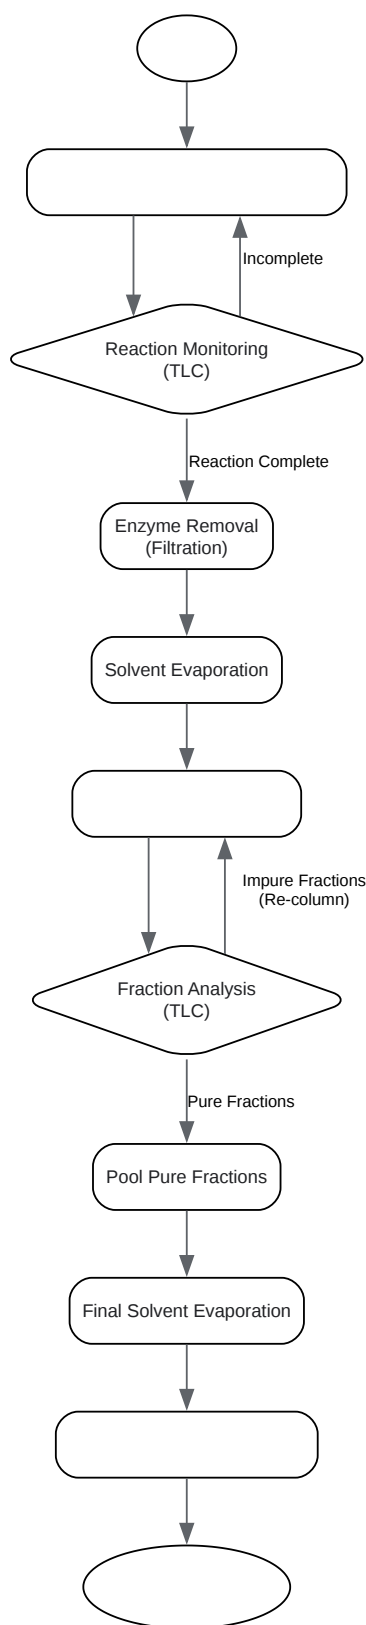 Incomplete
Reaction Monitoring
(TLC)
Reaction Complete
Enzyme Removal
(Filtration)
Solvent Evaporation
Impure Fractions
(Re-column)
Fraction Analysis
(TLC)
Pure Fractions
Pool Pure Fractions
Final Solvent Evaporation